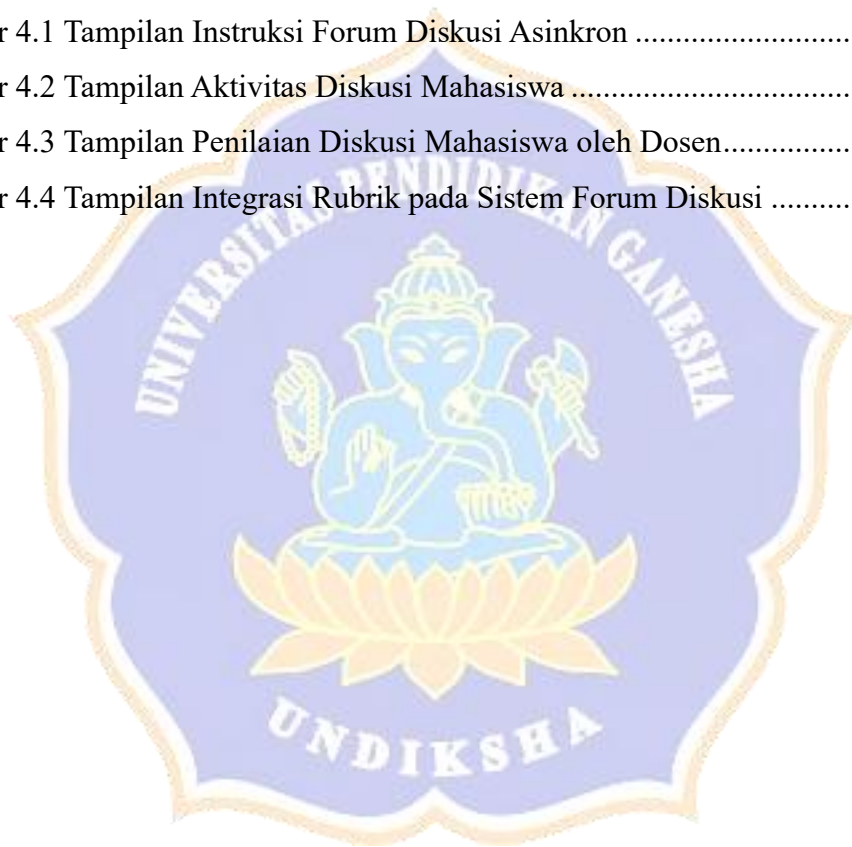 r 4.1 Tampilan Instruksi Forum Diskusi Asinkron ...........................
r 4.2 Tampilan Aktivitas Diskusi Mahasiswa ...................................
r 4.3 Tampilan Penilaian Diskusi Mahasiswa oleh Dosen................
r 4.4 Tampilan Integrasi Rubrik pada Sistem Forum Diskusi ..........
UNIVERSITAS PENDIDIKAN GANESHA
UNDIKSHA